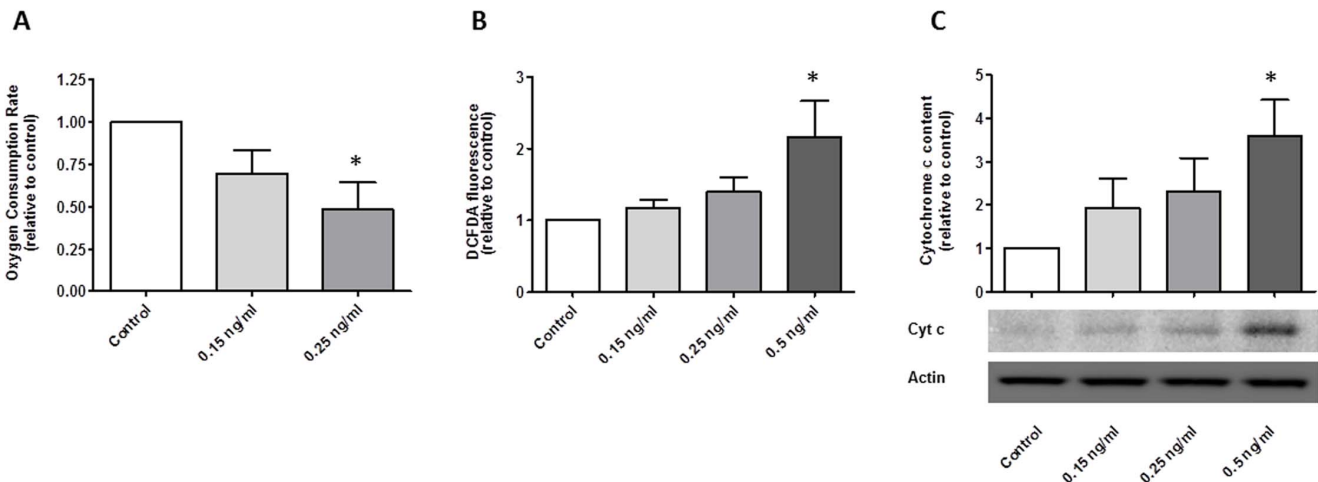 A
Oxygen Consumption Rate
(relative to control)
1.25
1.00
0.75
0.50
0.25
0.00
*
Control
0.15 ng/ml
0.25 ng/ml
B
DCFDA fluorescence
(relative to control)
3
2
1
0
*
Control
0.15 ng/ml
0.25 ng/ml
0.5 ng/ml
C
Cytochrome c content
(relative to control)
5
4
3
2
1
0
*
Cyt c
Actin
Control
0.15 ng/ml
0.25 ng/ml
0.5 ng/ml